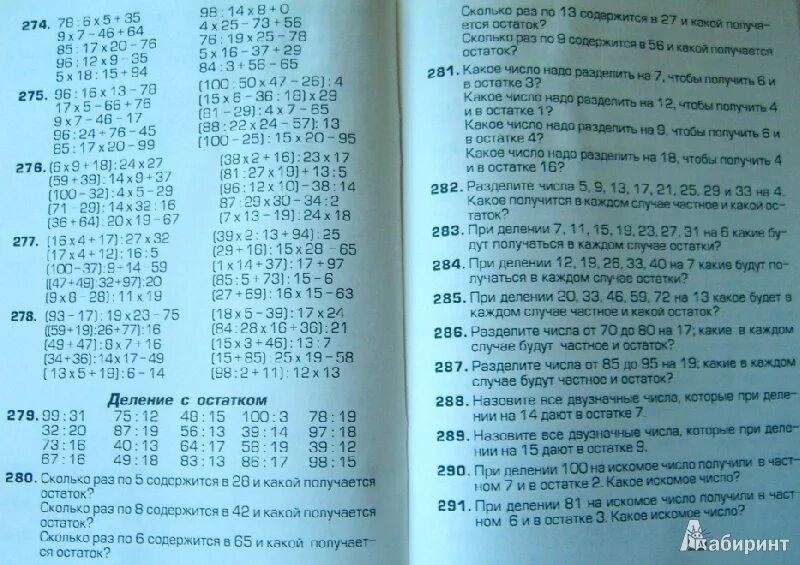 274. 78 : 6 x 5 + 35
9 x 7 – 46 + 64
85 : 17 x 20 – 76
96 : 12 x 9 – 35
5 x 18 : 15 + 94
98 : 14 x 8 + 0
4 x 25 – 73 + 56
76 : 19 x 25 – 78
5 x 16 – 37 + 29
84 : 3 + 56 – 65
275. 96 : 16 x 13 – 78
17 x 5 – 66 + 76
9 x 7 – 46 – 17
96 : 24 + 76 – 45
85 : 17 x 20 – 99
(100 : 50 x 47 – 26) : 4
(15 x 6 – 36 : 18) x 29
(81 – 29) : 4 x 7 – 65
(88 : 22 x 24 – 57) : 13
(100 – 25) : 15 x 20 – 95
276. (6 x 9 + 18) : 24 x 27
(59 + 39) : 14 x 9 + 37
(100 – 32) : 4 x 5 – 29
(71 – 29) : 14 x 32 : 16
(36 + 64) : 20 x 19 – 67
(38 x 2 + 16) : 23 x 17
(81 : 27 x 19) + 13 : 5
(96 : 12 x 10) – 38 : 14
87 : 29 x 30 – 34 : 2
(7 x 13 – 19) : 24 x 18
277. (16 x 4 + 17) : 27 x 32
(17 x 4 + 12) : 16 : 5
(100 – 37) : 9 + 14 – 59
((47 + 49) : 32 + 97) : 20
(9 x 8 – 28) : 11 x 19
(39 x 2 : 13 + 94) : 25
(29 + 16) : 15 x 28 – 65
(1 x 14 + 37) : 17 + 97
(85 : 5 + 73) : 15 – 6
(27 + 69) : 16 x 15 – 63
278. (93 – 17) : 19 x 23 – 75
((59 + 19) : 26 + 77) : 16
(49 + 47) : 8 x 7 + 16
(34 + 36) : 14 x 17 – 49
(13 x 5 + 19) : 6 – 14
(18 x 5 – 39) : 17 x 24
(84 : 28 x 16 + 36) : 21
(15 x 3 + 46) : 13 : 7
(15 + 85) : 25 x 19 – 58
(98 : 2 + 11) : 12 x 13
Деление с остатком
279. 99 : 31 75 : 12 48 : 15 100 : 3 78 : 19
32 : 20 87 : 19 56 : 13 39 : 14 97 : 18
73 : 16 40 : 13 64 : 17 56 : 19 39 : 12
67 : 16 49 : 18 83 : 13 86 : 17 98 : 15
280. Сколько раз по 5 содержится в 28 и какой получается
остаток?
Сколько раз по 8 содержится в 42 и какой получается
остаток?
Сколько раз по 6 содержится в 65 и какой получает-
ся остаток?
Сколько раз по 13 содержится в 27 и какой получа-
ется остаток?
Сколько раз по 9 содержится в 56 и какой получается
остаток?
281. Какое число надо разделить на 7, чтобы получить 6 и
в остатке 3?
Какое число надо разделить на 12, чтобы получить 4
и в остатке 1?
Какое число надо разделить на 9, чтобы получить 6 и
в остатке 4?
Какое число надо разделить на 18, чтобы получить 4
и в остатке 16?
282. Разделите числа 5, 9, 13, 17, 21, 25, 29 и 33 на 4.
Какое получится в каждом случае частное и какой ос-
таток?
283. При делении 7, 11, 15, 19, 23, 27, 31 на 6 какие бу-
дут получаться в каждом случае остатки?
284. При делении 12, 19, 26, 33, 40 на 7 какие будут по-
лучаться в каждом случае остатки?
285. При делении 20, 33, 46, 59, 72 на 13 какое будет в
каждом случае частное и какой остаток?
286. Разделите числа от 70 до 80 на 17; какие в каждом
случае будут частное и остаток?
287. Разделите числа от 85 до 95 на 19; какие в каждом
случае будут частное и остаток?
288. Назовите все двузначные числа, которые при деле-
нии на 14 дают в остатке 7.
289. Назовите все двузначные числа, которые при деле-
нии на 15 дают в остатке 9.
290. При делении 100 на искомое число получили в част-
ном 7 и в остатке 2. Какое искомое число?
291. При делении 81 на искомое число получили в част-
ном 6 и в остатке 3. Какое искомое число?
Лабиринт